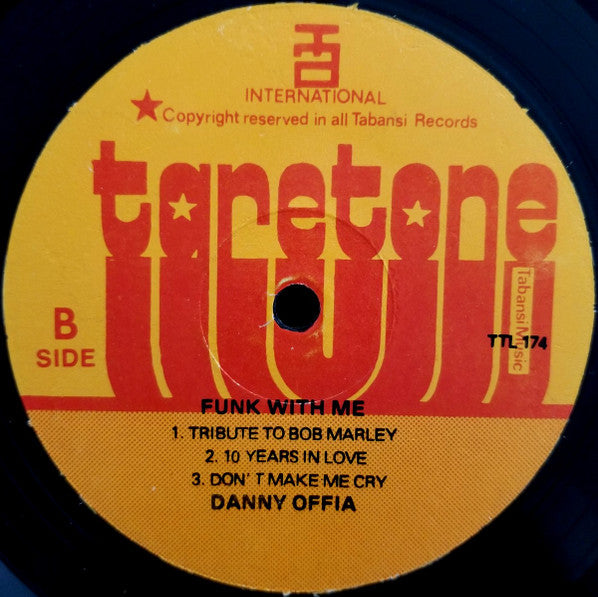 INTERNATIONAL
Copyright reserved in all Tabansi Records
taretone
B
SIDE
Tabansi Music
TTL 174
FUNK WITH ME
1. TRIBUTE TO BOB MARLEY
2. 10 YEARS IN LOVE
3. DON'T MAKE ME CRY
DANNY OFFIA